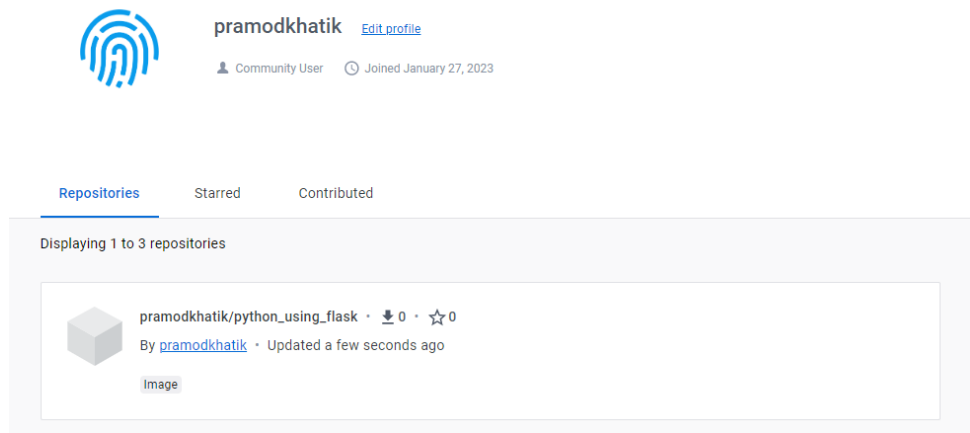 pramodkhatik Edit profile
Community User Joined January 27, 2023
Repositories Starred Contributed
Displaying 1 to 3 repositories
pramodkhatik/python_using_flask • 0 • 0
By pramodkhatik • Updated a few seconds ago
Image